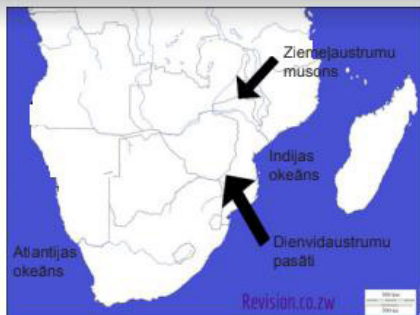 Ziemeļaustrumu
musons
Indijas
okeāns
Dienvidaustrumu
pasāti
Atlantijas
okeāns
Revision.co.zw